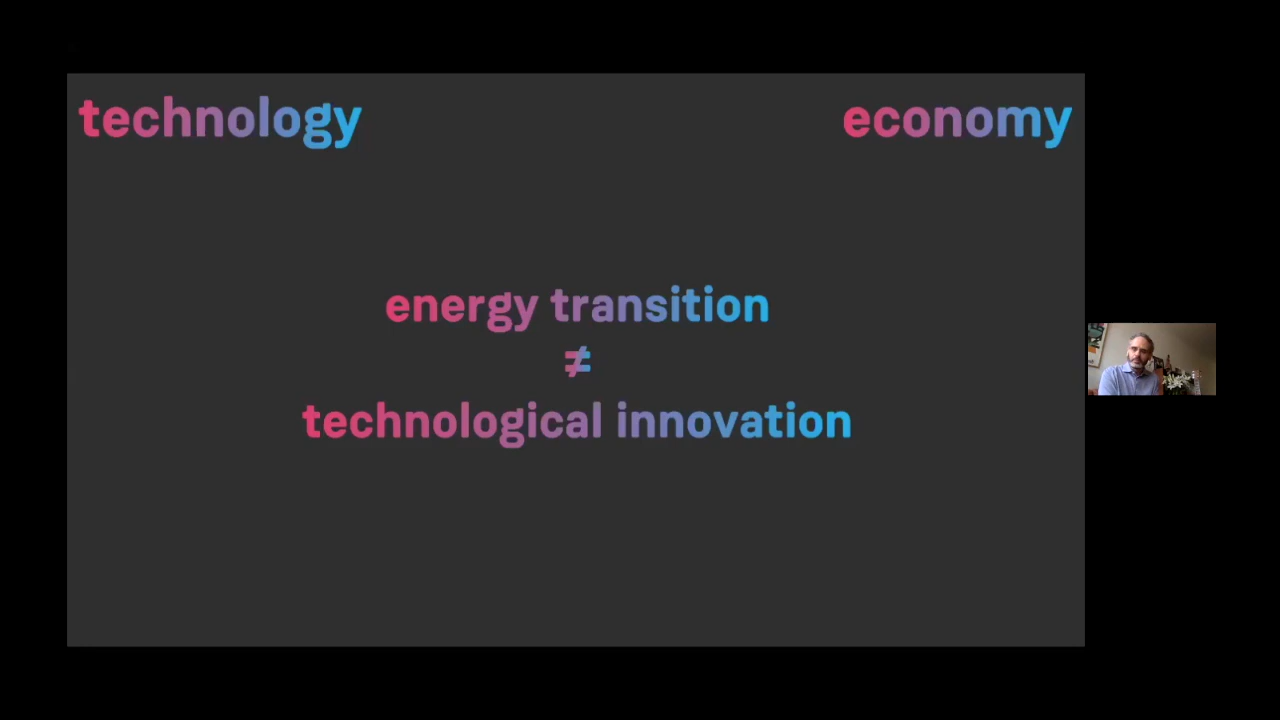 technology
economy
energy transition
≠
technological innovation